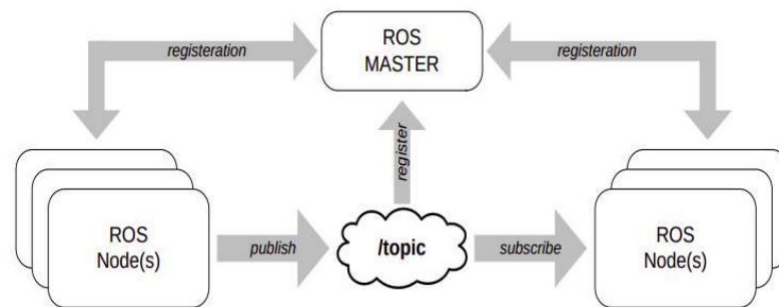 registeration
ROS
MASTER
registeration
register
ROS
Node(s)
publish
/topic
subscribe
ROS
Node(s)